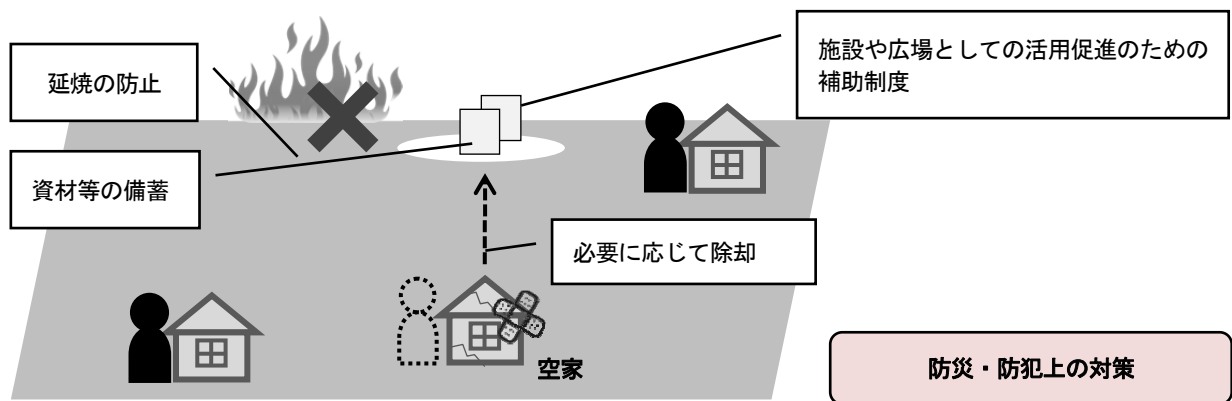 延焼の防止
施設や広場としての活用促進のための
補助制度
資材等の備蓄
必要に応じて除却
空家
防災・防犯上の対策